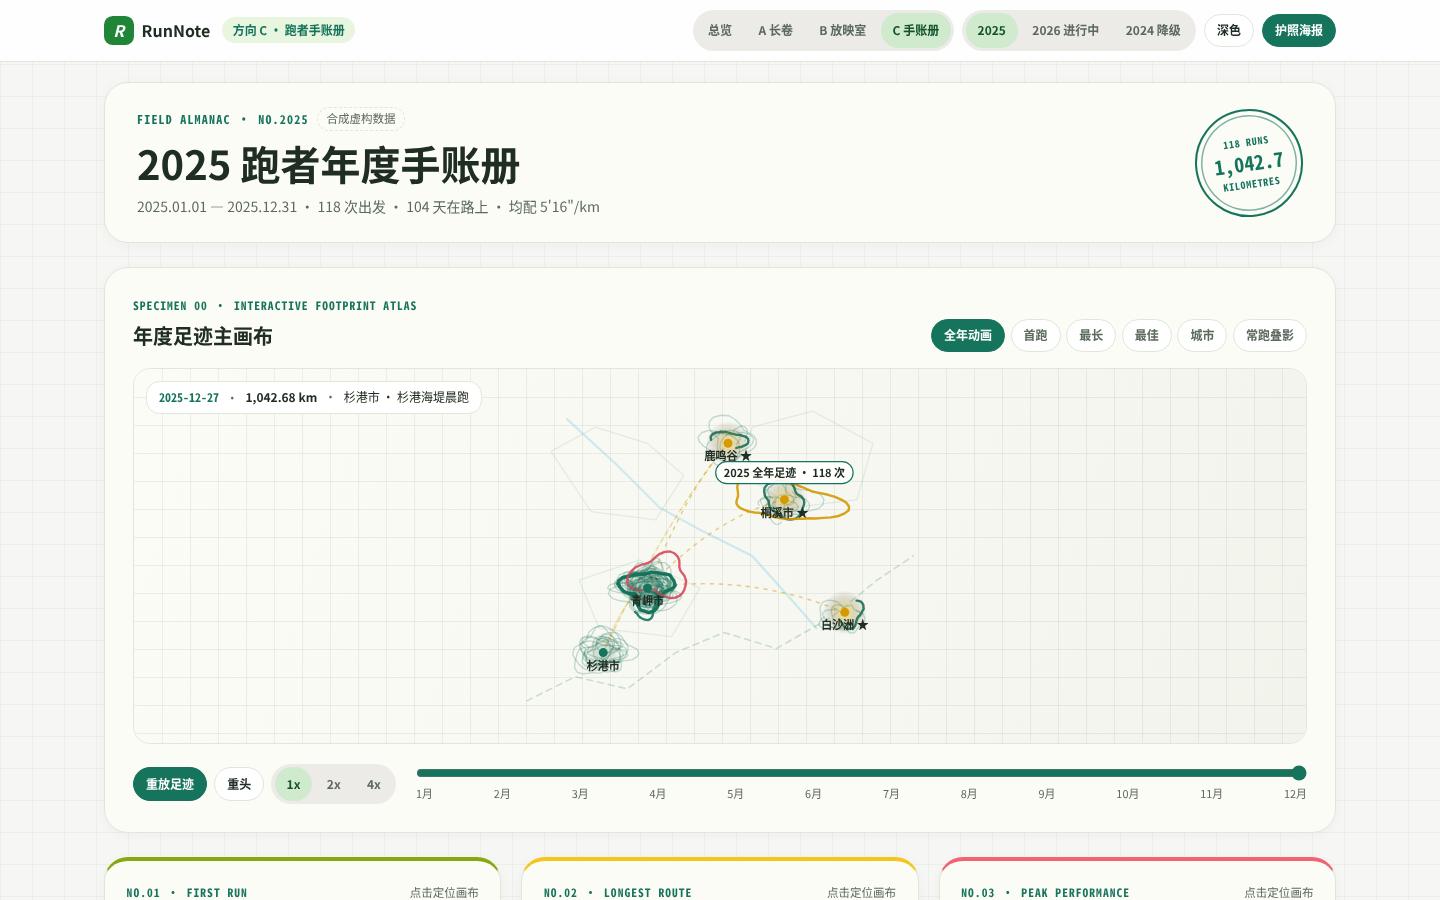 R RunNote 方向 C · 跑者手账册 总览 A 长卷 B 放映室 C 手账册 2025 2026 进行中 2024 降级 深色 护照海报
FIELD ALMANAC · NO.2025 合成虚构数据
2025 跑者年度手账册
2025.01.01 — 2025.12.31 · 118 次出发 · 104 天在路上 · 均配 5'16"/km
118 RUNS
1,042.7
KILOMETRES
SPECIMEN 00 · INTERACTIVE FOOTPRINT ATLAS
年度足迹主画布
全年动画 首跑 最长 最佳 城市 常跑叠影
2025-12-27 · 1,042.68 km · 杉港市 · 杉港海堤晨跑
鹿鸣谷 ★
2025 全年足迹 · 118 次
桐溪市 ★
青岬市
白沙洲 ★
杉港市
重放足迹 重头 1x 2x 4x
1月 2月 3月 4月 5月 6月 7月 8月 9月 10月 11月 12月
NO.01 · FIRST RUN 点击定位画布
NO.02 · LONGEST ROUTE 点击定位画布
NO.03 · PEAK PERFORMANCE 点击定位画布